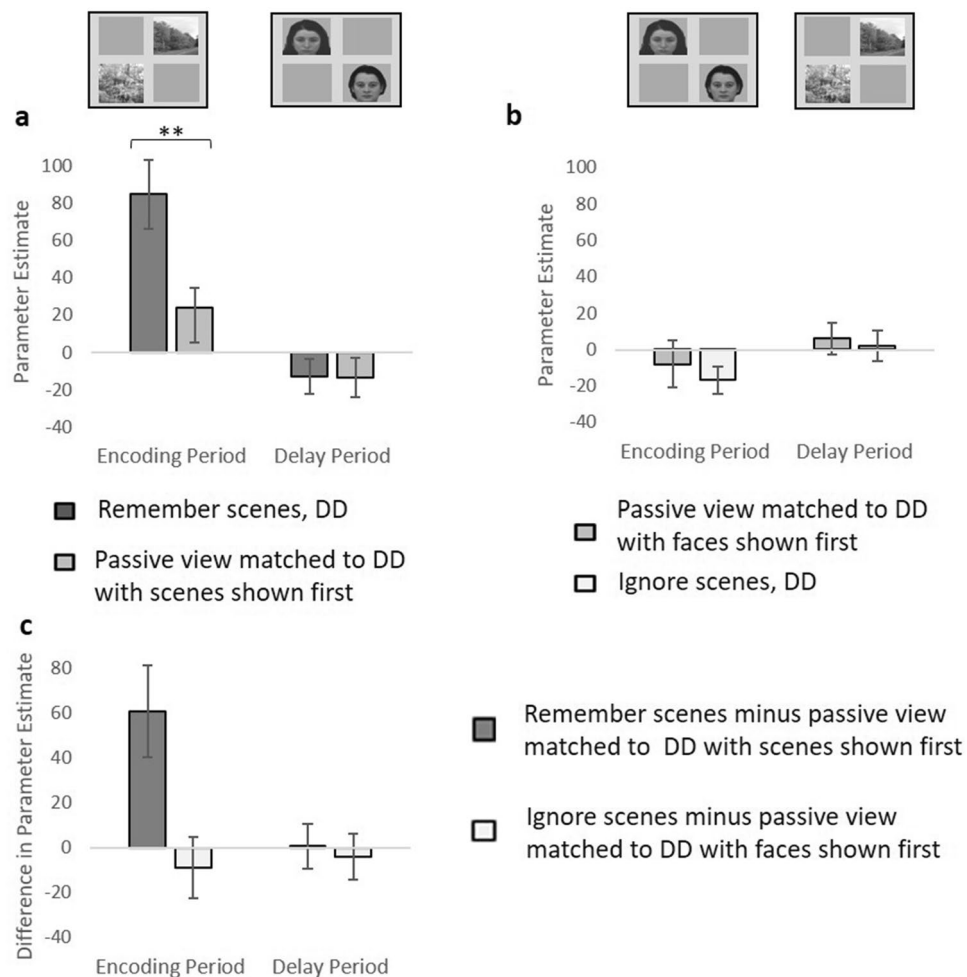 a
b
**
100
80
60
40
20
0
-20
-40
Parameter Estimate
Encoding Period
Delay Period
100
80
60
40
20
0
-20
-40
Parameter Estimate
Encoding Period
Delay Period
Remember scenes, DD
Passive view matched to DD
with scenes shown first
Passive view matched to DD
with faces shown first
Ignore scenes, DD
c
80
60
40
20
0
-20
-40
Difference in Parameter Estimate
Encoding Period
Delay Period
Remember scenes minus passive view
matched to DD with scenes shown first
Ignore scenes minus passive view
matched to DD with faces shown first